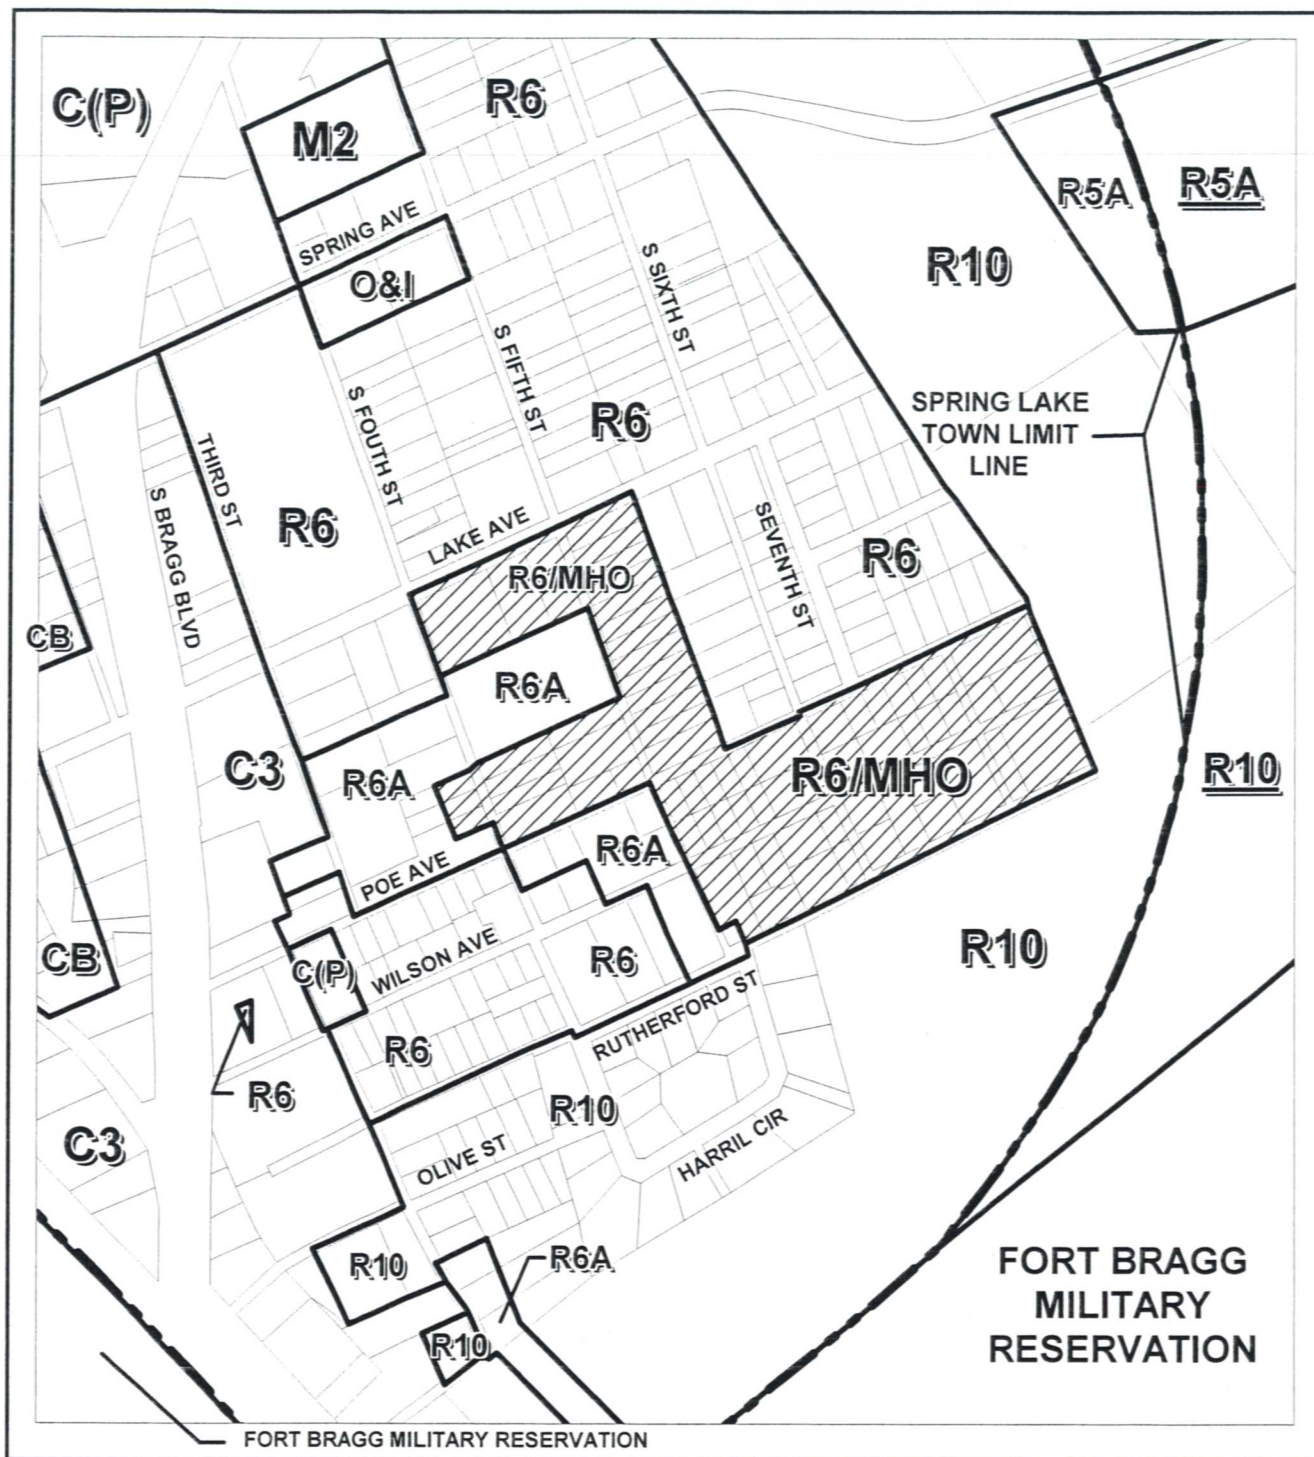 C(P)
R6
M2
R5A
R5A
SPRING AVE
R10
O&I
S SIXTH ST
S FIFTH ST
S FOUTH ST
R6
SPRING LAKE
TOWN LIMIT
LINE
THIRD ST
S BRAGG BLVD
R6
LAKE AVE
SEVENTH ST
R6
R6/MHO
CB
R6A
C3
R6A
R6/MHO
R10
R6A
POE AVE
CB
C(P)
WILSON AVE
R6
R10
R6
R6
RUTHERFORD ST
R10
C3
OLIVE ST
HARRIL CIR
R10
R6A
R10
FORT BRAGG
MILITARY
RESERVATION
FORT BRAGG MILITARY RESERVATION